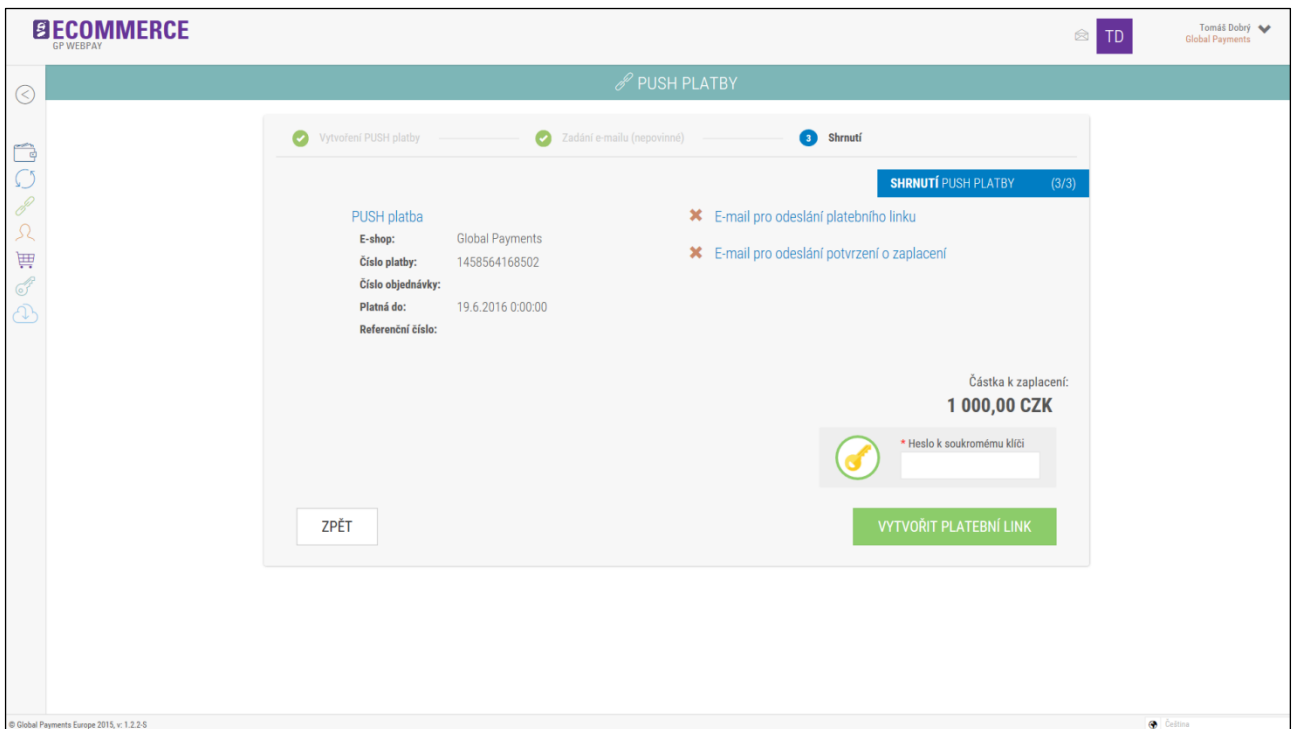 ECOMMERCE
GP WEBPAY
TD
Tomáš Dobrý
Global Payments
PUSH PLATBY
Vytvoření PUSH platby
Zadání e-mailu (nepovinné)
3 Shrnutí
SHRNUTÍ PUSH PLATBY (3/3)
PUSH platba
E-shop: Global Payments
Číslo platby: 1458564168502
Číslo objednávky:
Platná do: 19.6.2016 0:00:00
Referenční číslo:
E-mail pro odeslání platebního linku
E-mail pro odeslání potvrzení o zaplacení
Částka k zaplacení:
1 000,00 CZK
* Heslo k soukromému klíči
ZPĚT
VYTVOŘIT PLATEBNÍ LINK
© Global Payments Europe 2015, v: 1.2.2-S
Čeština